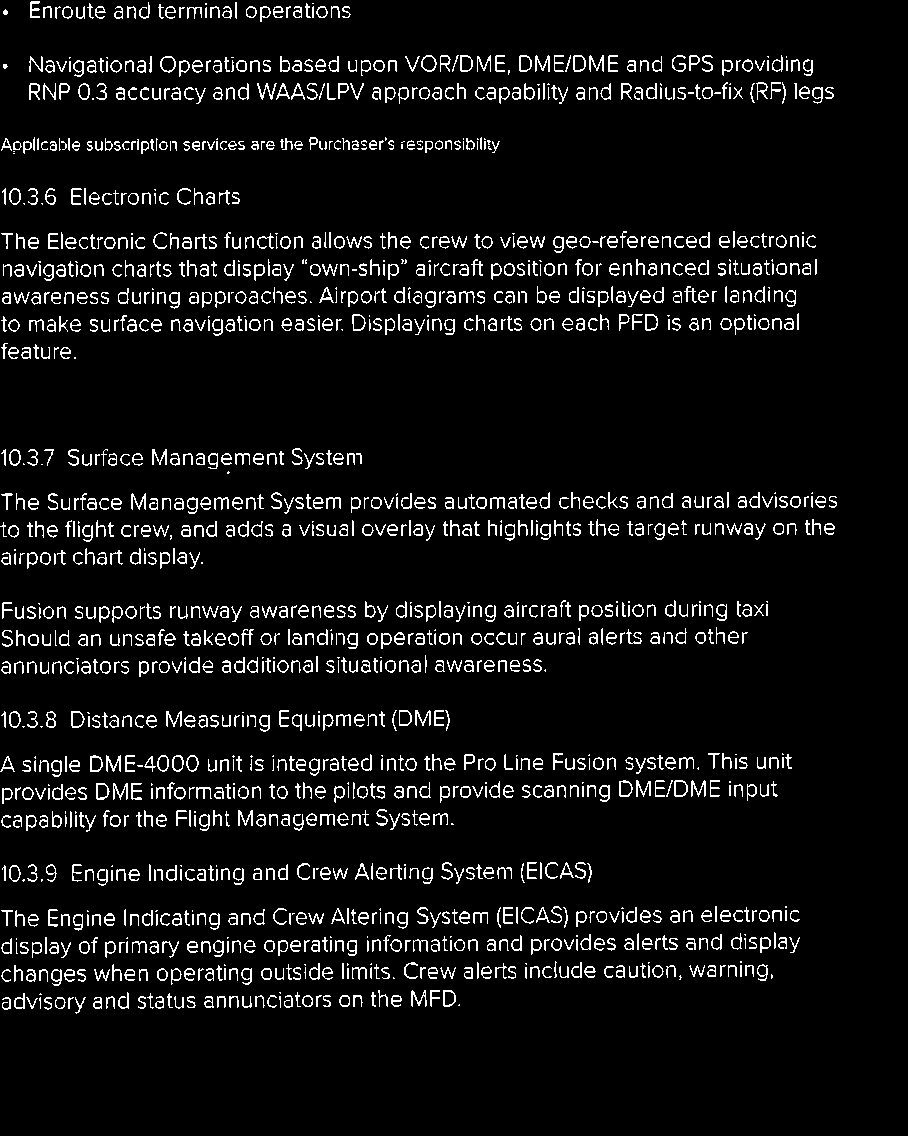 • Enroute and terminal operations
• Navigational Operations based upon VOR/DME, DME/DME and GPS providing
RNP 0.3 accuracy and WAAS/LPV approach capability and Radius-to-fix (RF) legs
Applicable subscription services are the Purchaser's responsibility
10.3.6 Electronic Charts
The Electronic Charts function allows the crew to view geo-referenced electronic
navigation charts that display "own-ship" aircraft position for enhanced situational
awareness during approaches. Airport diagrams can be displayed after landing
to make surface navigation easier. Displaying charts on each PFD is an optional
feature.
10.3.7 Surface Management System
The Surface Management System provides automated checks and aural advisories
to the flight crew, and adds a visual overlay that highlights the target runway on the
airport chart display.
Fusion supports runway awareness by displaying aircraft position during taxi
Should an unsafe takeoff or landing operation occur aural alerts and other
annunciators provide additional situational awareness.
10.3.8 Distance Measuring Equipment (DME)
A single DME-4000 unit is integrated into the Pro Line Fusion system. This unit
provides DME information to the pilots and provide scanning DME/DME input
capability for the Flight Management System.
10.3.9 Engine Indicating and Crew Alerting System (EICAS)
The Engine Indicating and Crew Altering System (EICAS) provides an electronic
display of primary engine operating information and provides alerts and display
changes when operating outside limits. Crew alerts include caution, warning,
advisory and status annunciators on the MFD.